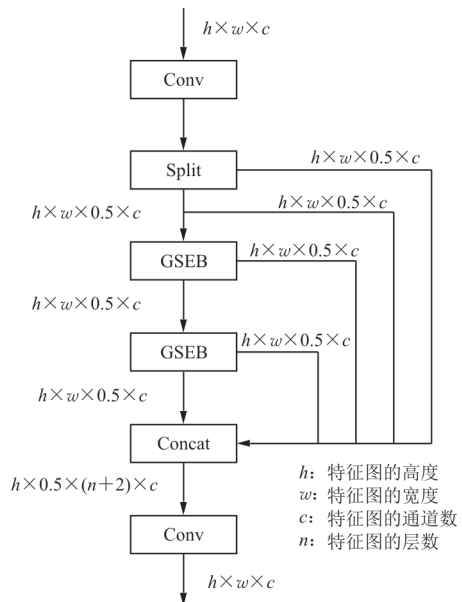 h×w×c
Conv
Split
h×w×0.5×c
h×w×0.5×c
h×w×0.5×c
GSEB
h×w×0.5×c
h×w×0.5×c
GSEB
h×w×0.5×c
h×w×0.5×c
Concat
h×0.5×(n+2)×c
Conv
h×w×c
h：特征图的高度
w：特征图的宽度
c：特征图的通道数
n：特征图的层数